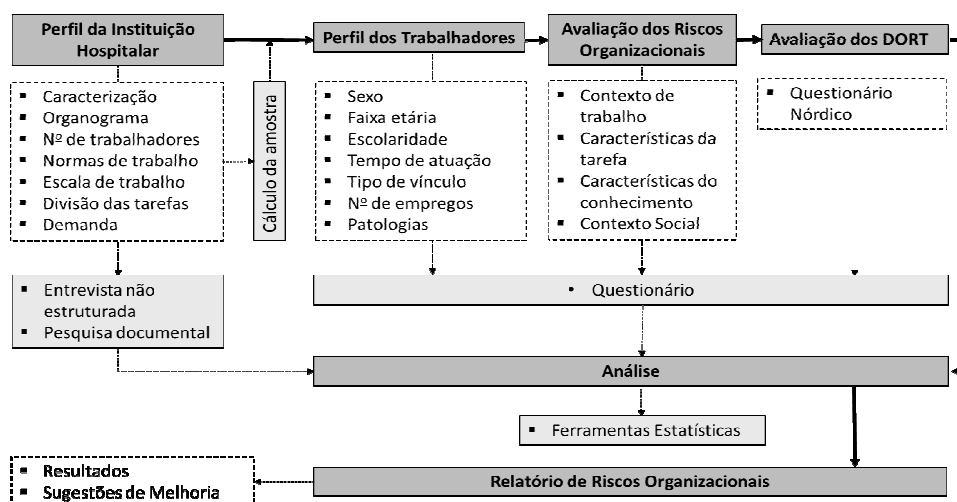 Perfil da Instituição
Hospitalar
Perfil dos Trabalhadores
Avaliação dos Riscos
Organizacionais
Avaliação dos DORT
▪ Caracterização
▪ Organograma
▪ Nº de trabalhadores
▪ Normas de trabalho
▪ Escala de trabalho
▪ Divisão das tarefas
▪ Demanda
Cálculo da amostra
▪ Sexo
▪ Faixa etária
▪ Escolaridade
▪ Tempo de atuação
▪ Tipo de vínculo
▪ Nº de empregos
▪ Patologias
▪ Contexto de
trabalho
▪ Características da
tarefa
▪ Características do
conhecimento
▪ Contexto Social
▪ Questionário
Nórdico
▪ Entrevista não
estruturada
▪ Pesquisa documental
• Questionário
Análise
▪ Ferramentas Estatísticas
▪ Resultados
▪ Sugestões de Melhoria
Relatório de Riscos Organizacionais